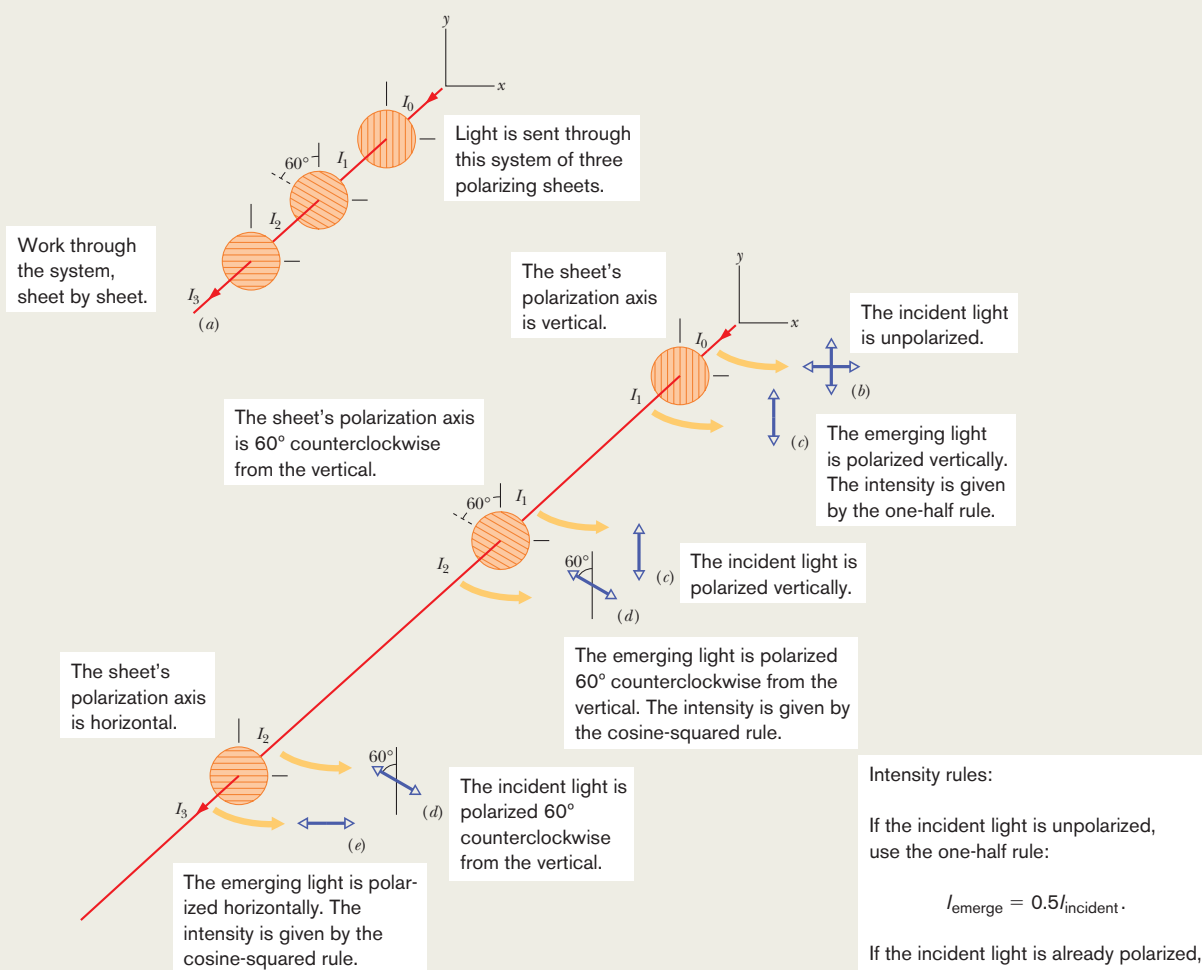 y
x
I0
Light is sent through
this system of three
polarizing sheets.
60°
I1
I2
Work through
the system,
sheet by sheet.
I3
(a)
The sheet's
polarization axis
is vertical.
y
x
I0
The incident light
is unpolarized.
(b)
I1
(c)
The emerging light
is polarized vertically.
The intensity is given
by the one-half rule.
The sheet's polarization axis
is 60° counterclockwise
from the vertical.
60°
I1
I2
(c)
The incident light is
polarized vertically.
60°
(d)
The emerging light is polarized
60° counterclockwise from the
vertical. The intensity is given by
the cosine-squared rule.
The sheet's
polarization axis
is horizontal.
I2
60°
(d)
The incident light is
polarized 60°
counterclockwise
from the vertical.
I3
(e)
The emerging light is polar-
ized horizontally. The
intensity is given by the
cosine-squared rule.
Intensity rules:
If the incident light is unpolarized,
use the one-half rule:
Iemerge = 0.5Iincident.
If the incident light is already polarized,